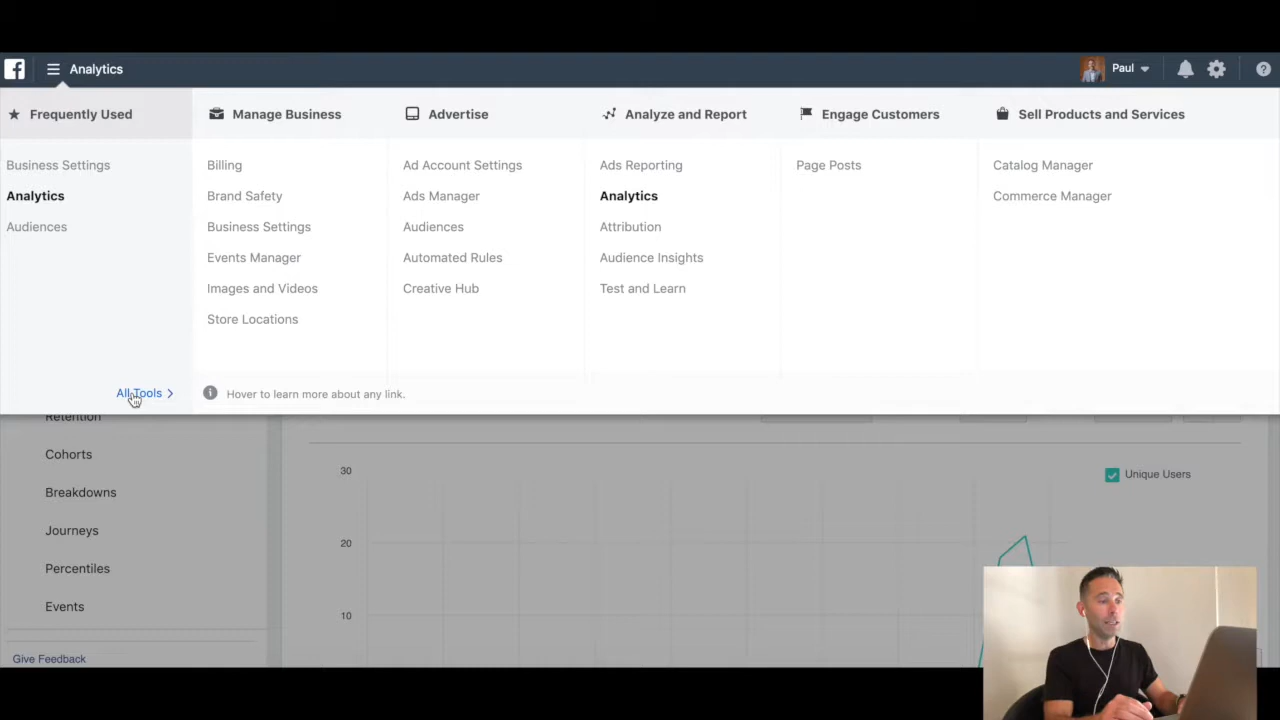 Analytics
Paul
Frequently Used
Business Settings
Analytics
Audiences
All Tools
Manage Business
Billing
Brand Safety
Business Settings
Events Manager
Images and Videos
Store Locations
Hover to learn more about any link.
Advertise
Ad Account Settings
Ads Manager
Audiences
Automated Rules
Creative Hub
Analyze and Report
Ads Reporting
Analytics
Attribution
Audience Insights
Test and Learn
Engage Customers
Page Posts
Sell Products and Services
Catalog Manager
Commerce Manager
Retention
Cohorts
Breakdowns
Journeys
Percentiles
Events
Give Feedback
30
20
10
Unique Users